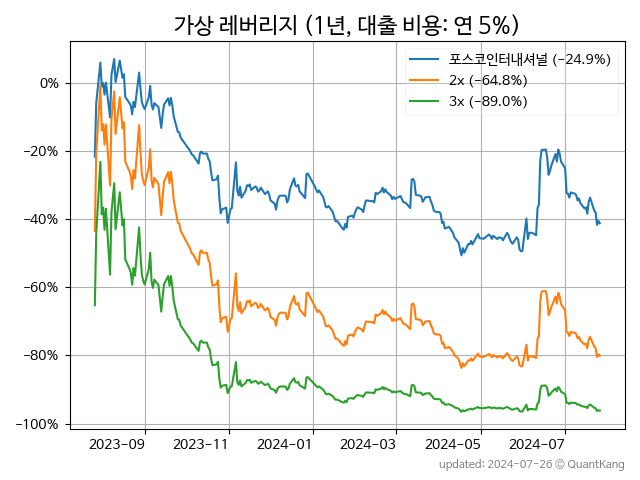 가상 레버리지 (1년, 대출 비용: 연 5%)
포스코인터내셔널 (−24.9%)
2x (−64.8%)
3x (−89.0%)
0%
−20%
−40%
−60%
−80%
−100%
2023-09 2023-11 2024-01 2024-03 2024-05 2024-07
updated: 2024-07-26 © QuantKang